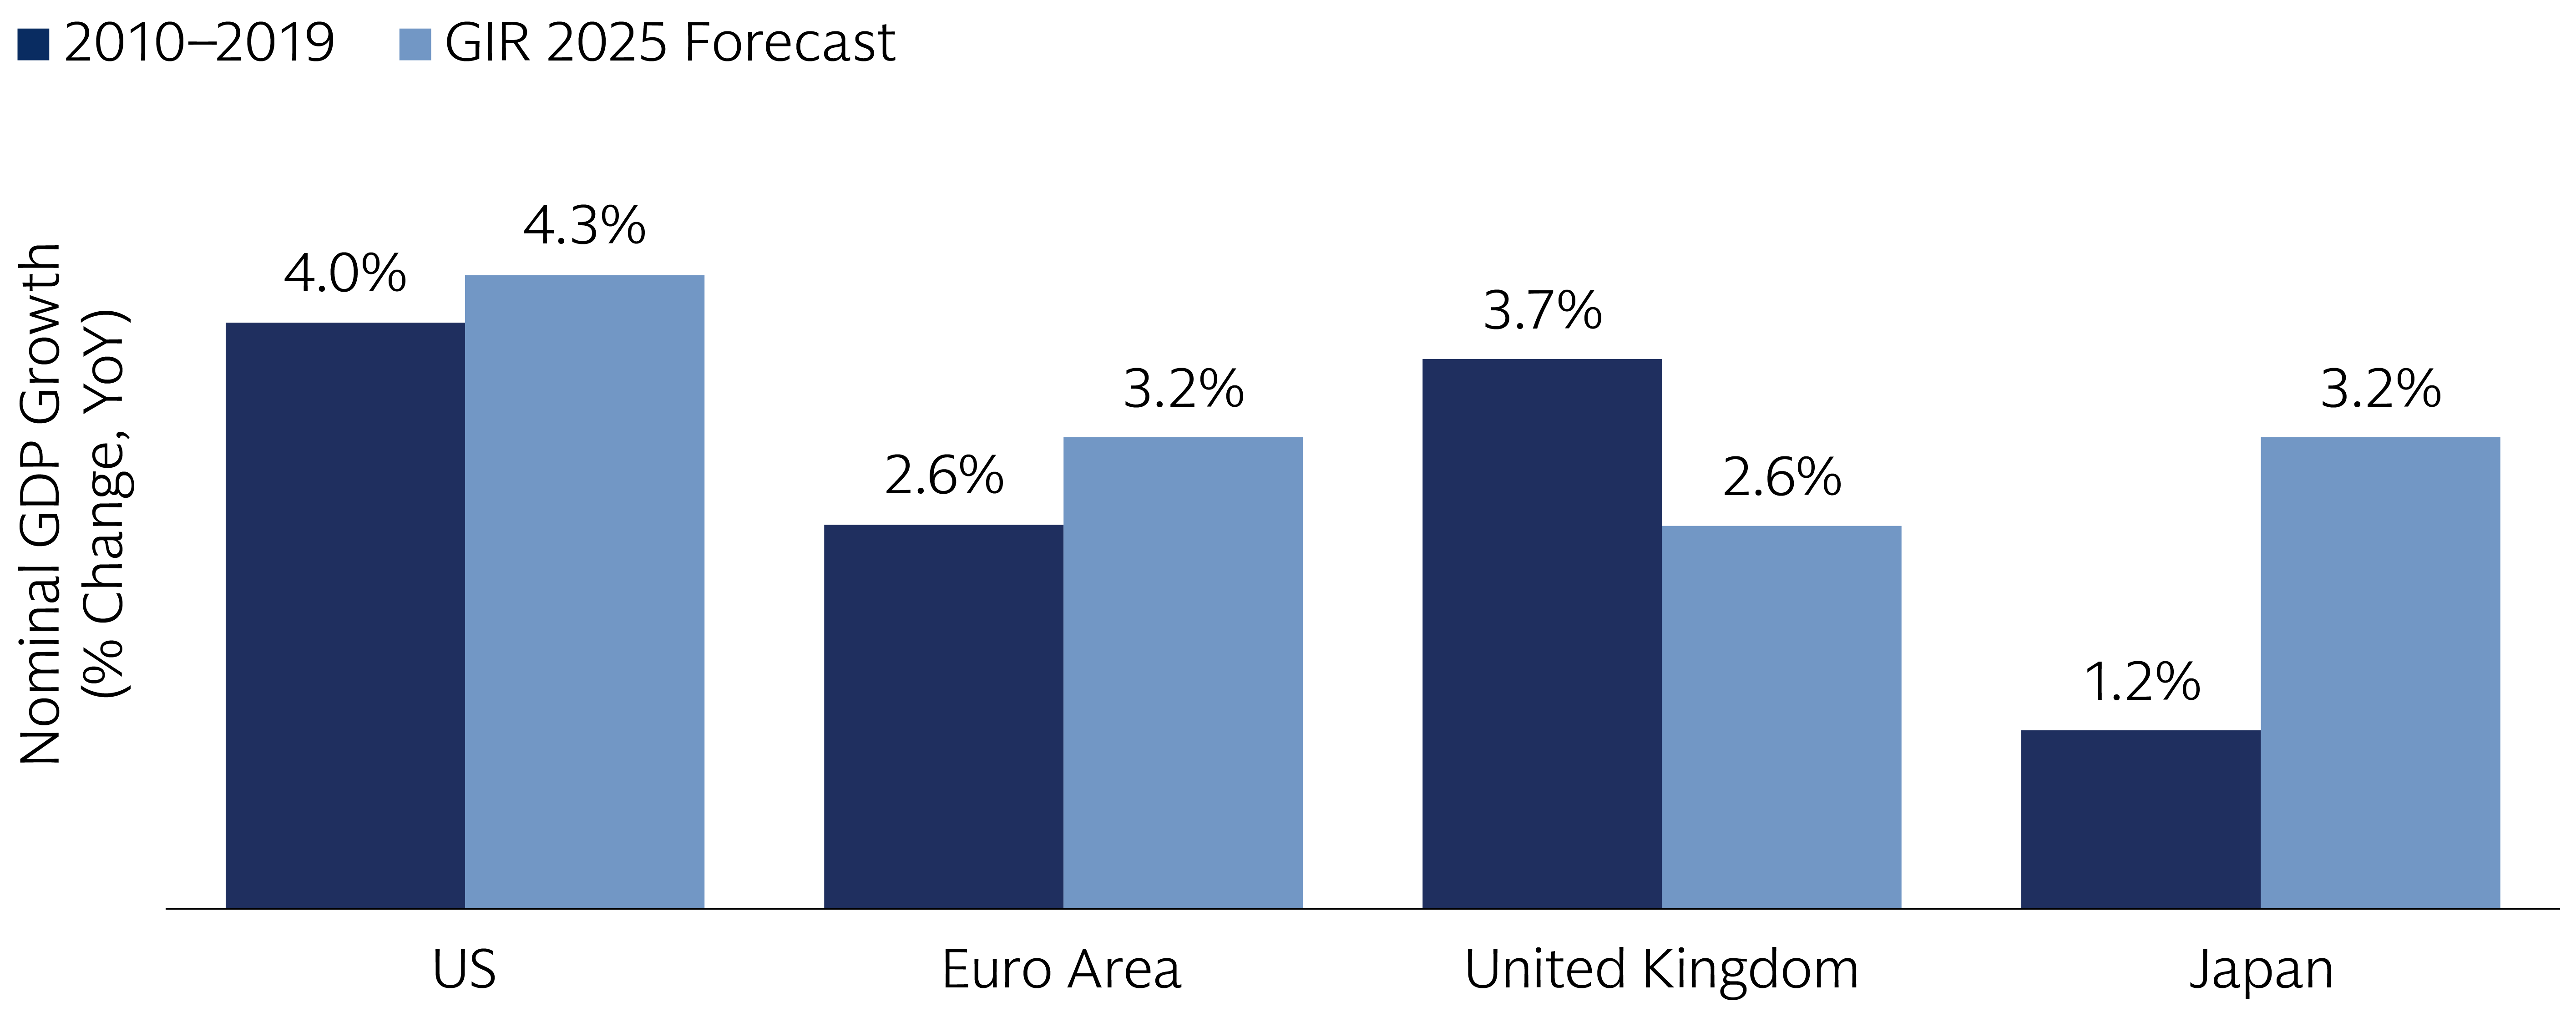 2010–2019 GIR 2025 Forecast
Nominal GDP Growth
(% Change, YoY)
4.0%
4.3%
2.6%
3.2%
3.7%
2.6%
1.2%
3.2%
US Euro Area United Kingdom Japan